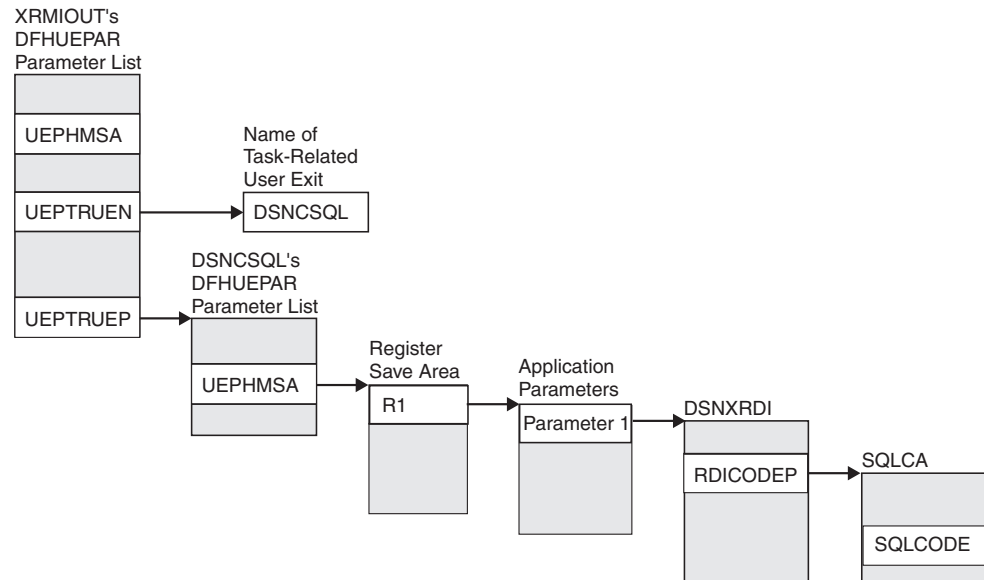 XRMIOUT's
DFHUEPAR
Parameter List
UEPHMSA
UEPTRUEN
UEPTRUEP
Name of
Task-Related
User Exit
DSNCSQL
DSNCSQL's
DFHUEPAR
Parameter List
UEPHMSA
Register
Save Area
R1
Application
Parameters
Parameter 1
DSNXRDI
RDICODEP
SQLCA
SQLCODE